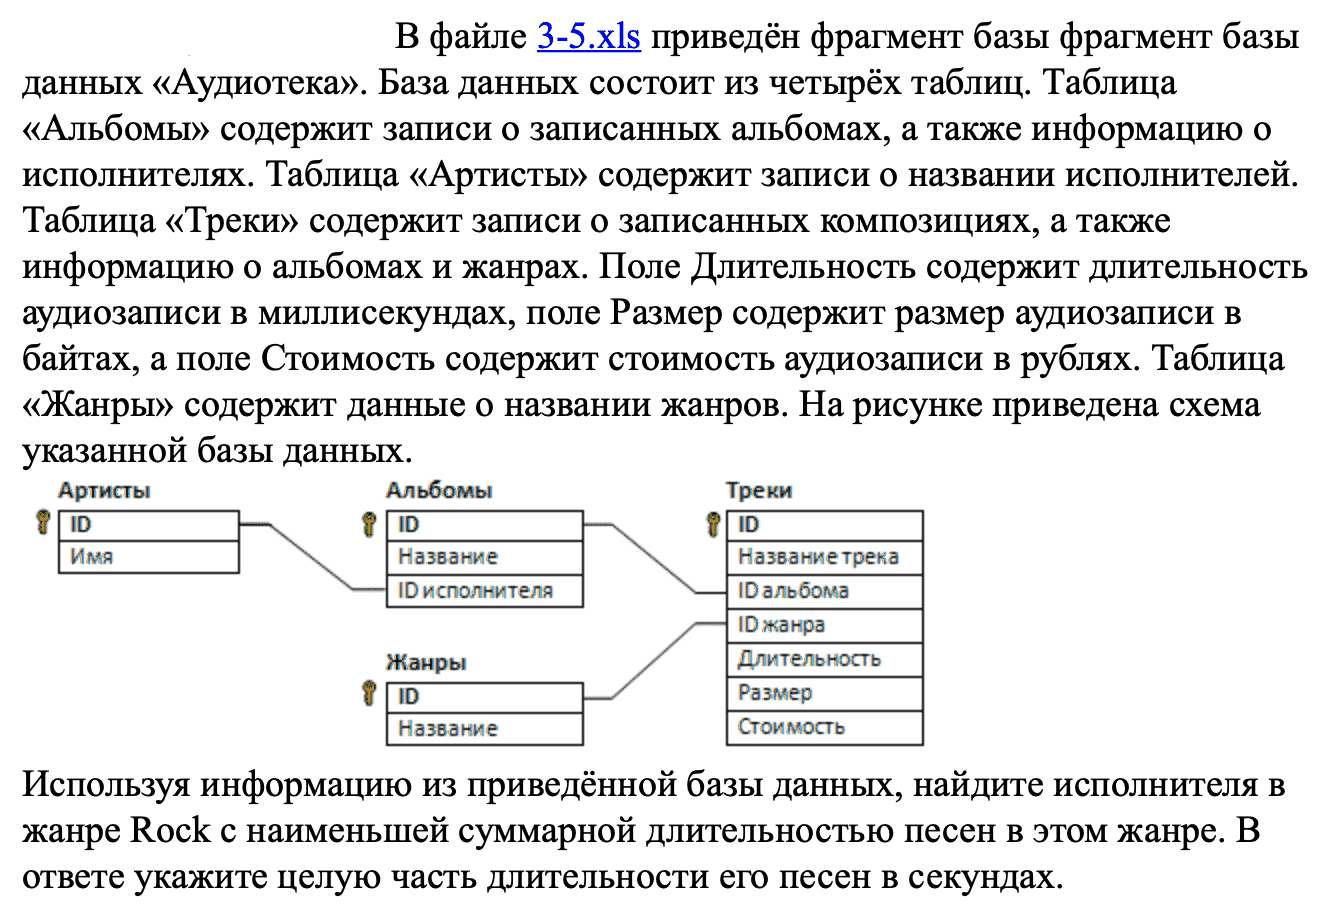 В файле 3-5.xls приведён фрагмент базы фрагмент базы
данных «Аудиотека». База данных состоит из четырёх таблиц. Таблица
«Альбомы» содержит записи о записанных альбомах, а также информацию о
исполнителях. Таблица «Артисты» содержит записи о названии исполнителей.
Таблица «Треки» содержит записи о записанных композициях, а также
информацию о альбомах и жанрах. Поле Длительность содержит длительность
аудиозаписи в миллисекундах, поле Размер содержит размер аудиозаписи в
байтах, а поле Стоимость содержит стоимость аудиозаписи в рублях. Таблица
«Жанры» содержит данные о названии жанров. На рисунке приведена схема
указанной базы данных.
Артисты
ID
Имя
Альбомы
ID
Название
ID исполнителя
Жанры
ID
Название
Треки
ID
Название трека
ID альбома
ID жанра
Длительность
Размер
Стоимость
Используя информацию из приведённой базы данных, найдите исполнителя в
жанре Rock с наименьшей суммарной длительностью песен в этом жанре. В
ответе укажите целую часть длительности его песен в секундах.